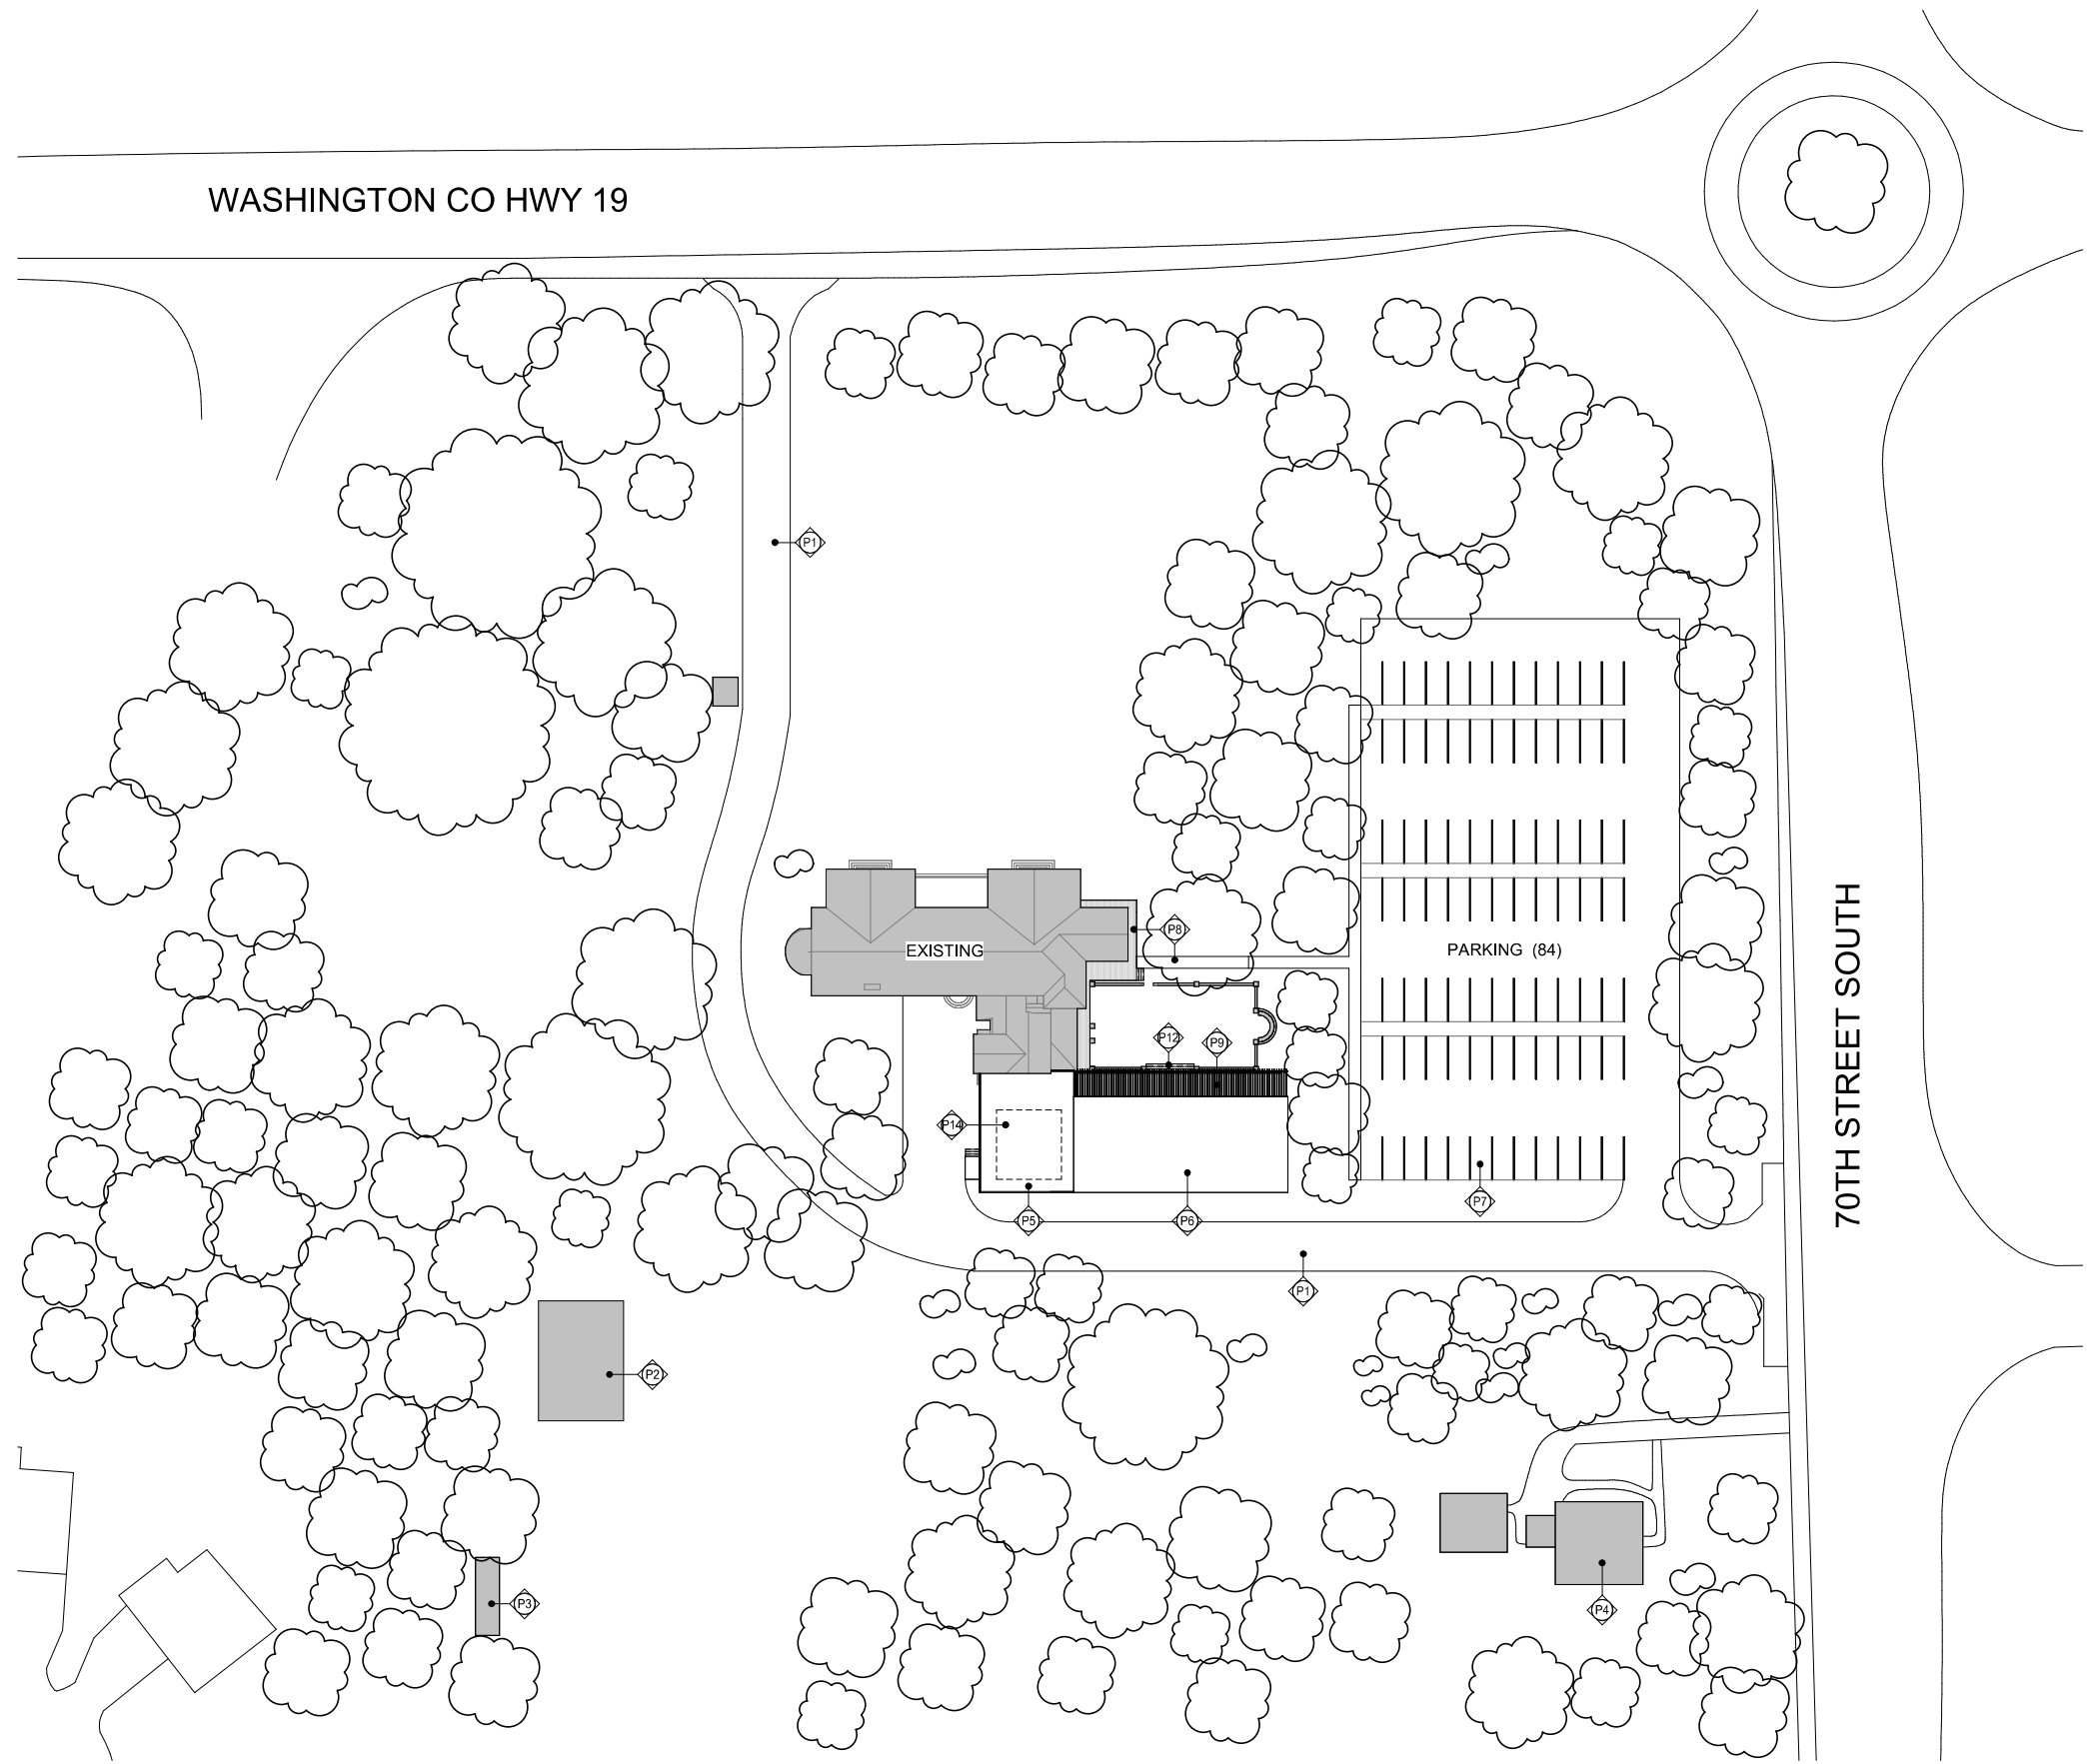 WASHINGTON CO HWY 19
P1
EXISTING
P8
PARKING (84)
70TH STREET SOUTH
P12
P9
P14
P5
P6
P7
P1
P2
P3
P4